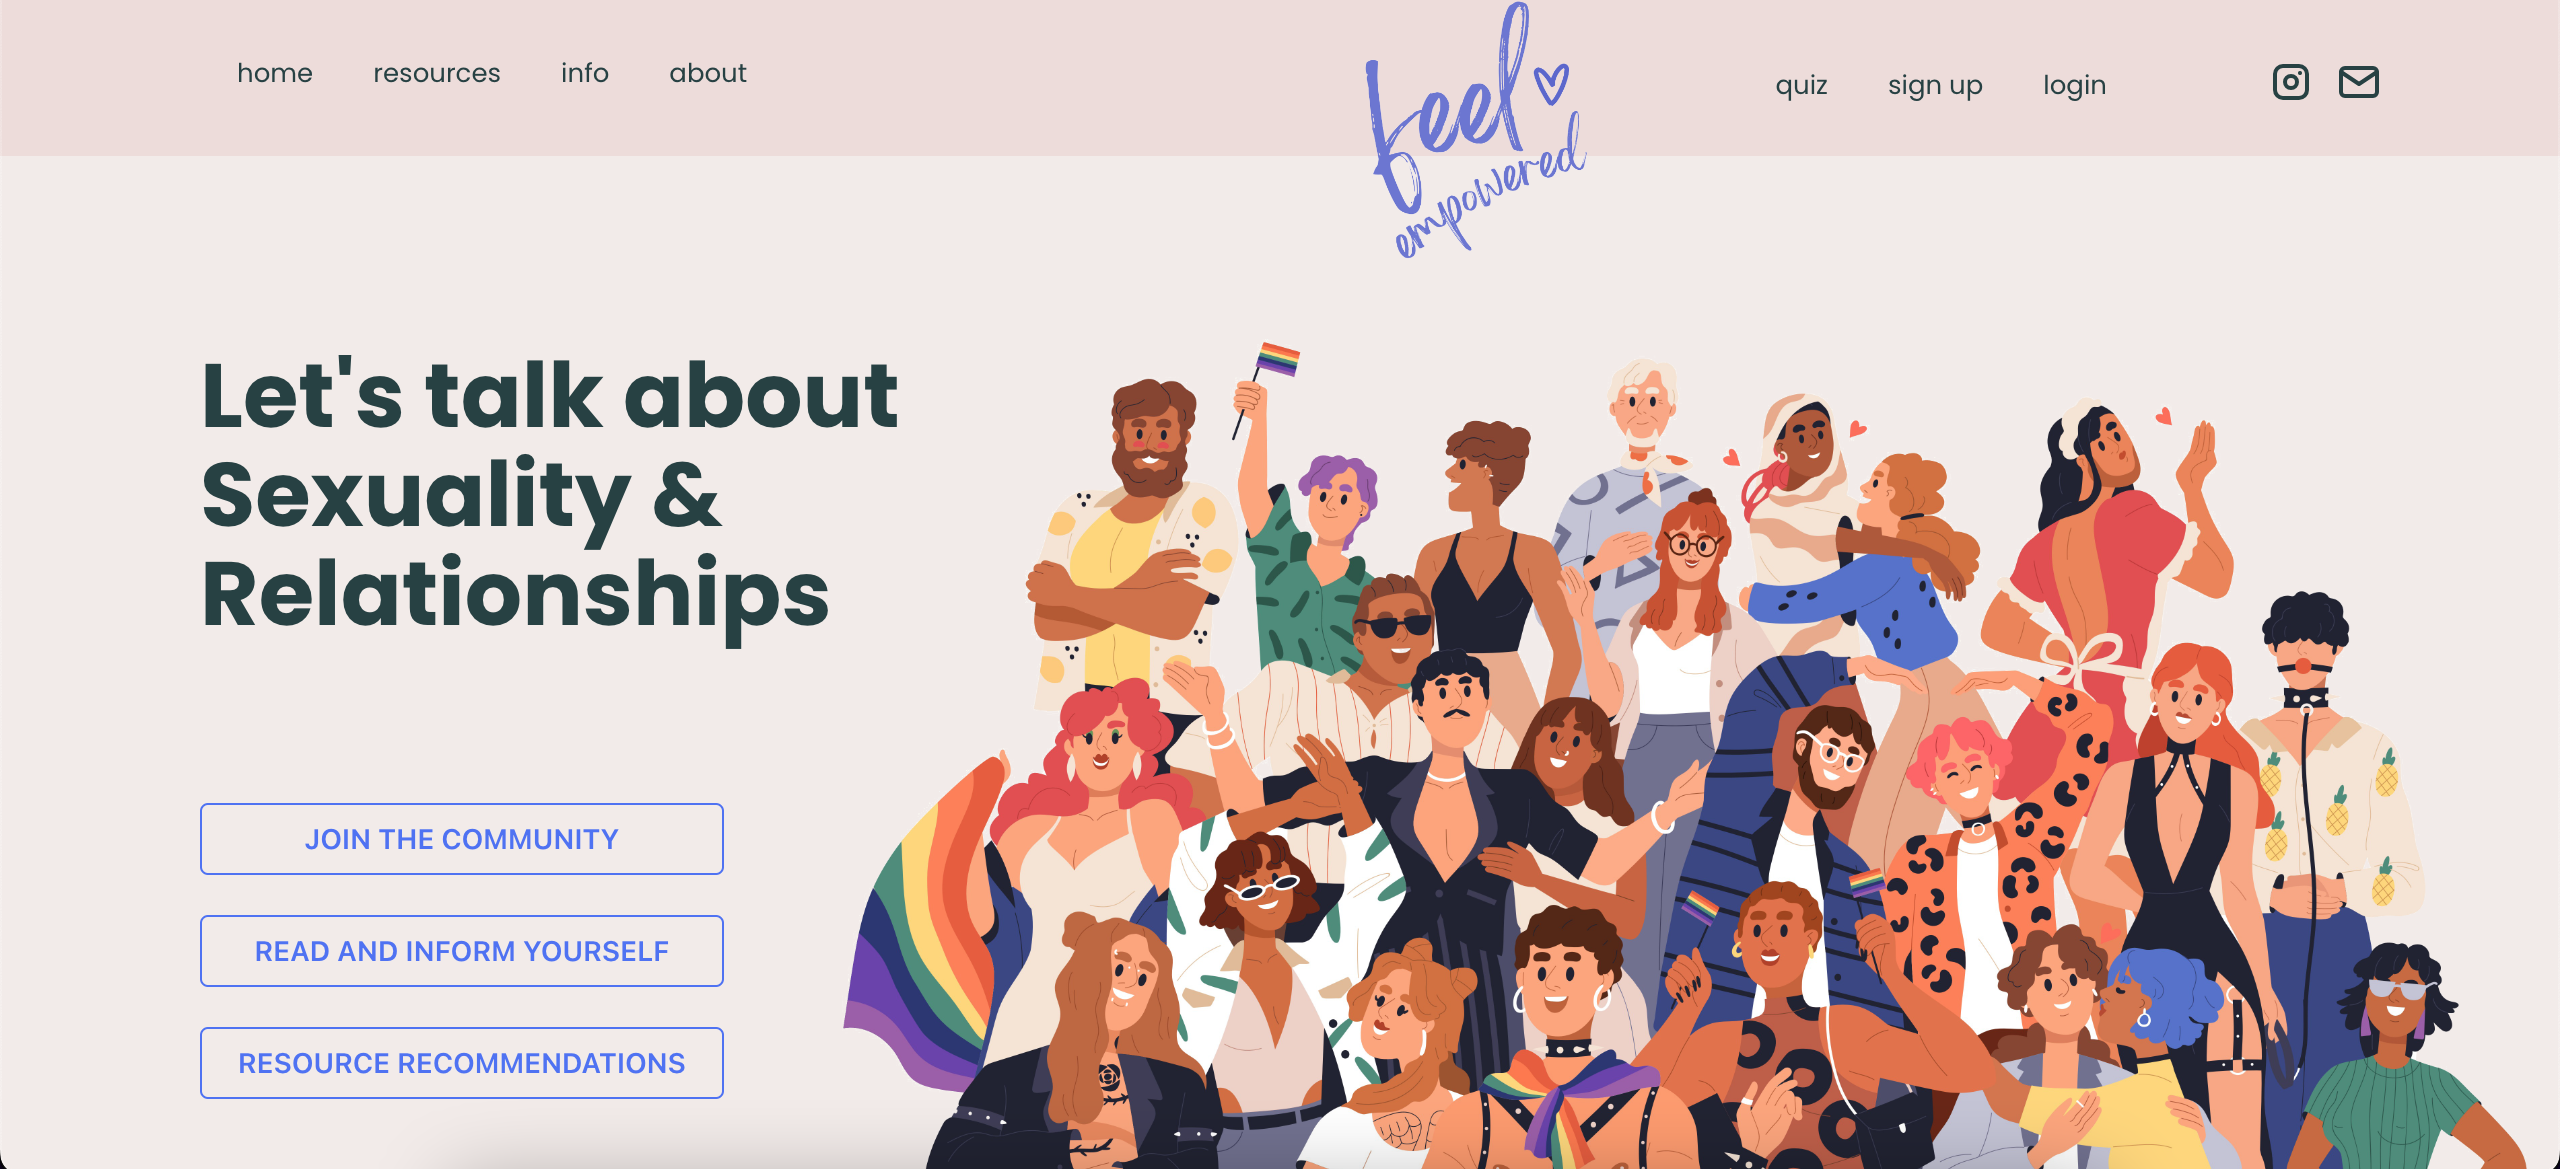 home resources info about
feel
empowered
quiz sign up login
Let's talk about
Sexuality &
Relationships
JOIN THE COMMUNITY
READ AND INFORM YOURSELF
RESOURCE RECOMMENDATIONS